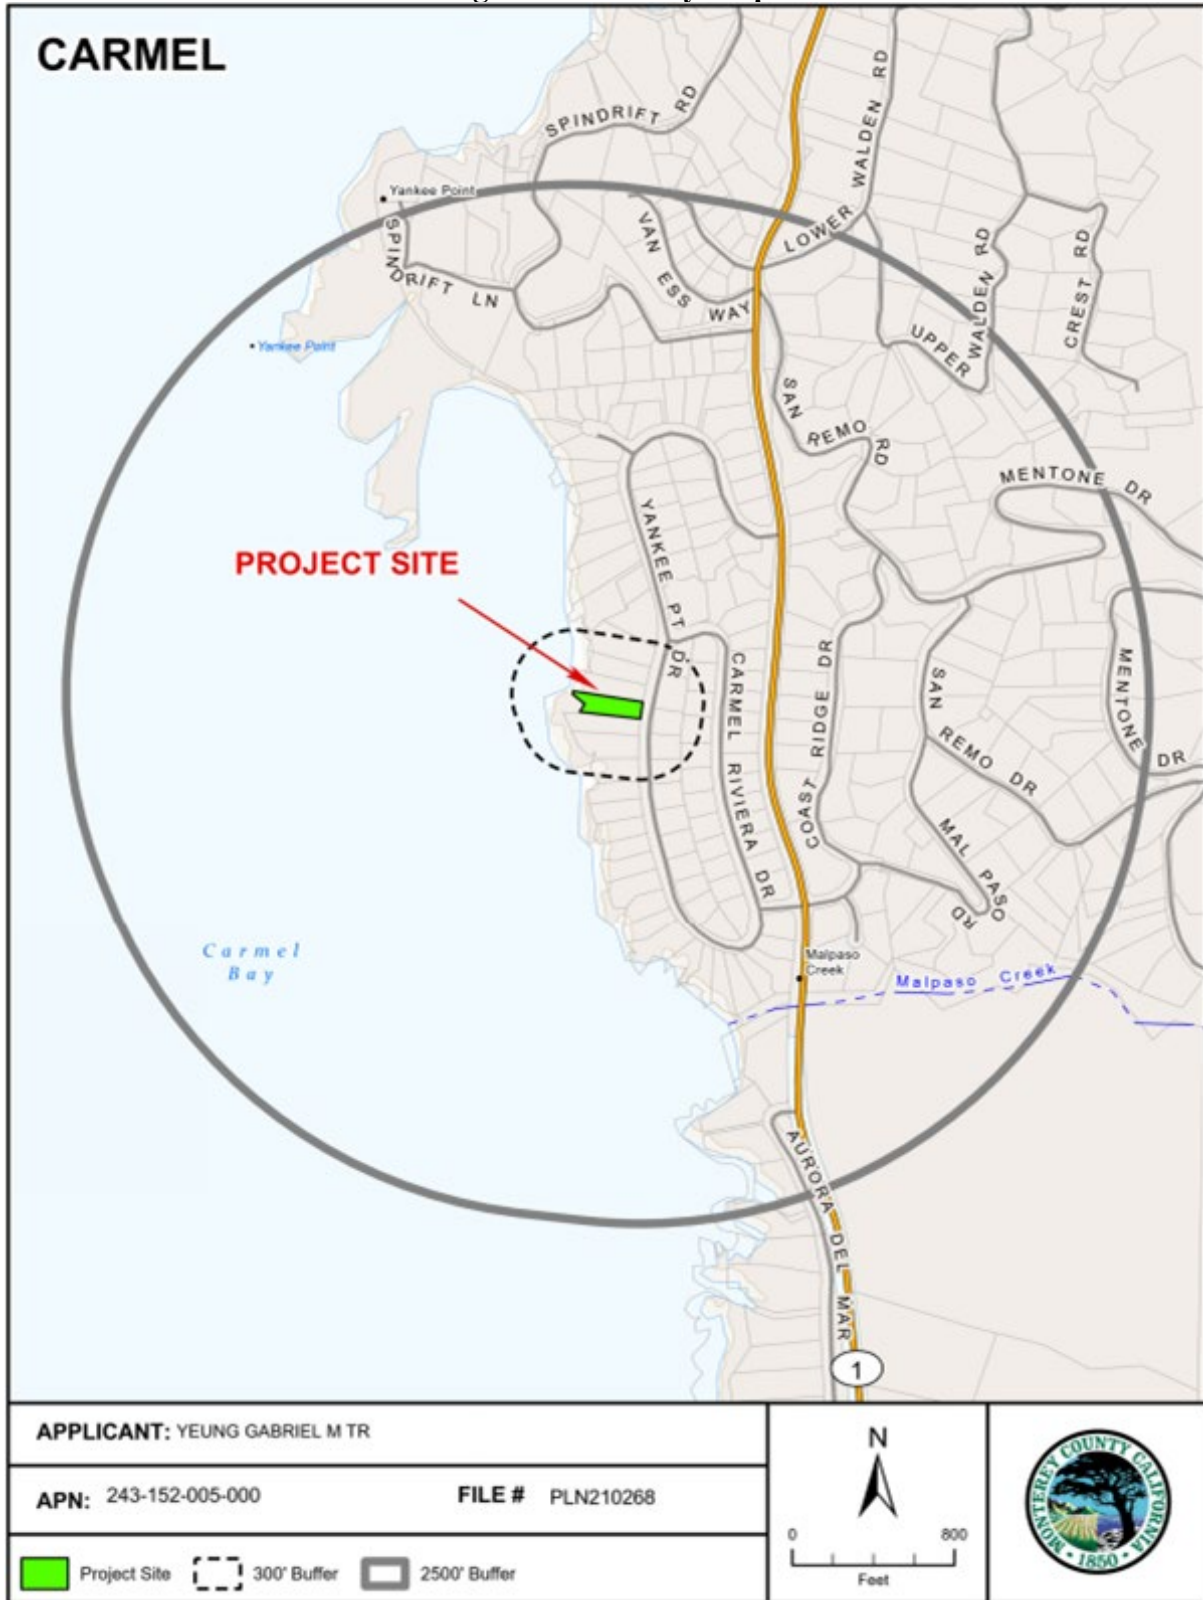 CARMEL
SPINDRIFT RD
LOWER WALDEN RD
Yankee Point
SPINDRIFT LN
VAN ESS WAY
UPPER WALDEN RD
CREST RD
Yankee Point
SAN REMO RD
MENTONE DR
YANKEE PT DR
PROJECT SITE
CARMEL RIVIERA DR
COAST RIDGE DR
SAN REMO DR
MENTONE DR
MAL PASO RD
Carmel
Bay
Malpaso
Creek
Malpaso Creek
AURORA DEL MAR
1
APPLICANT: YEUNG GABRIEL M TR
APN: 243-152-005-000 FILE # PLN210268
Project Site 300' Buffer 2500' Buffer
N
0 800
Feet
MONTEREY COUNTY CALIFORNIA
• 1850 •